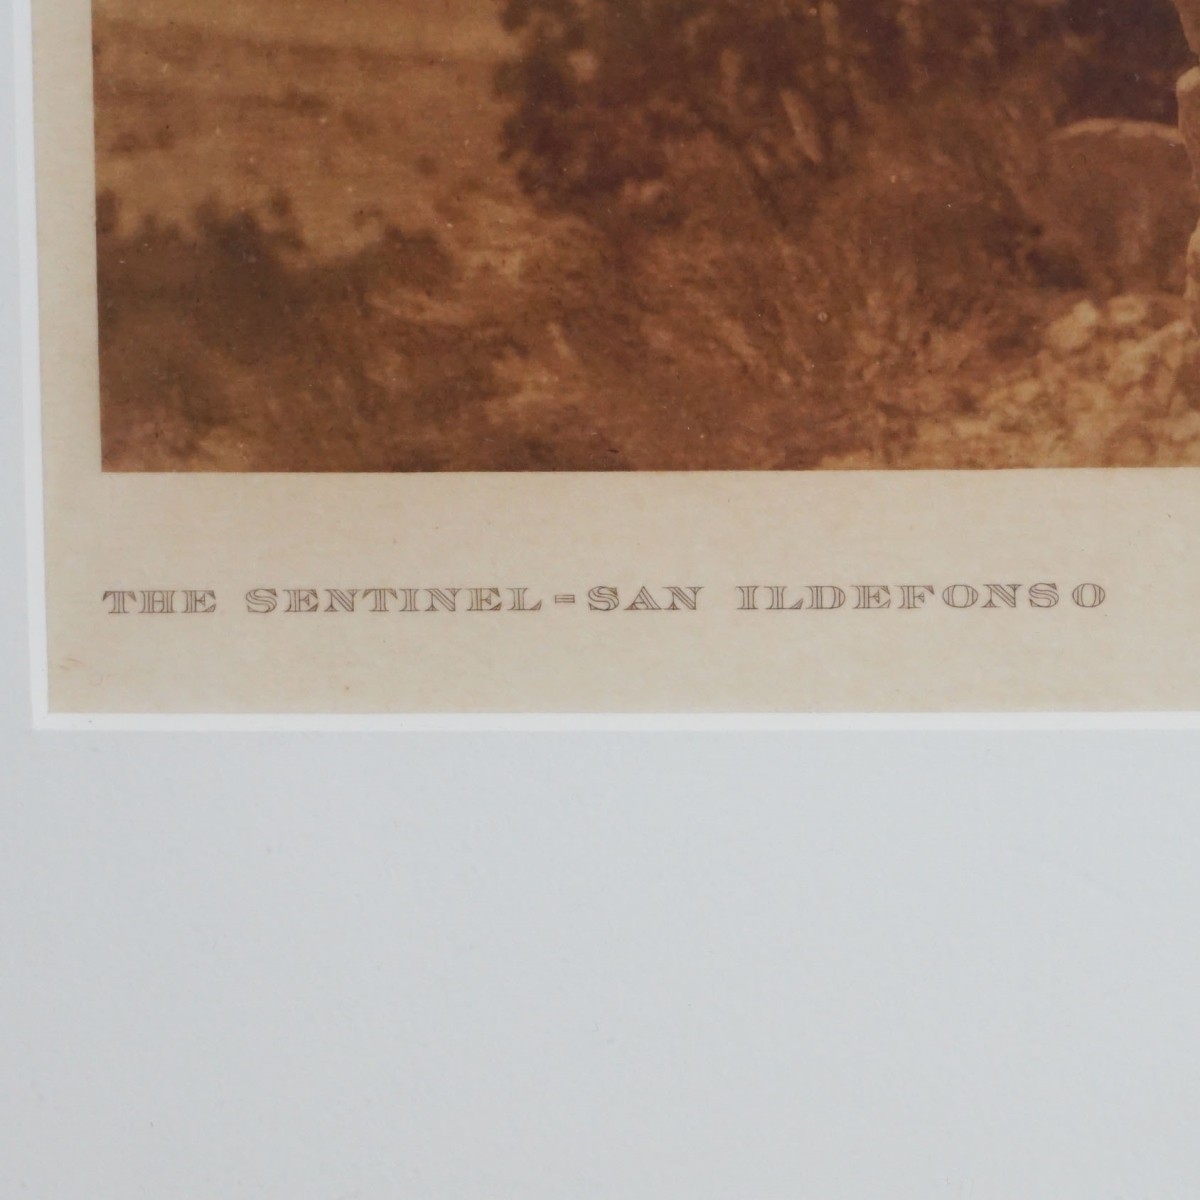 THE SENTINEL - SAN ILDEFONSO